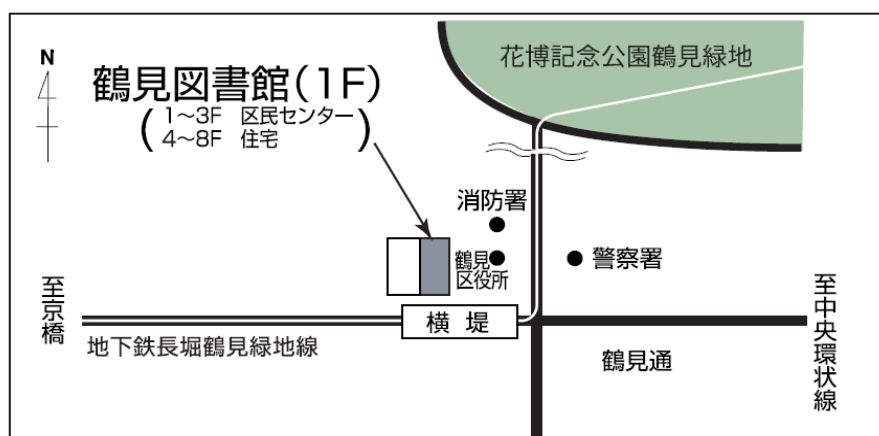 N
花博記念公園鶴見緑地
鶴見図書館(1F)
(1～3F 区民センター
4～8F 住宅)
消防署
鶴見
区役所
警察署
至京橋
横堤
至中央環状線
地下鉄長堀鶴見緑地線
鶴見通